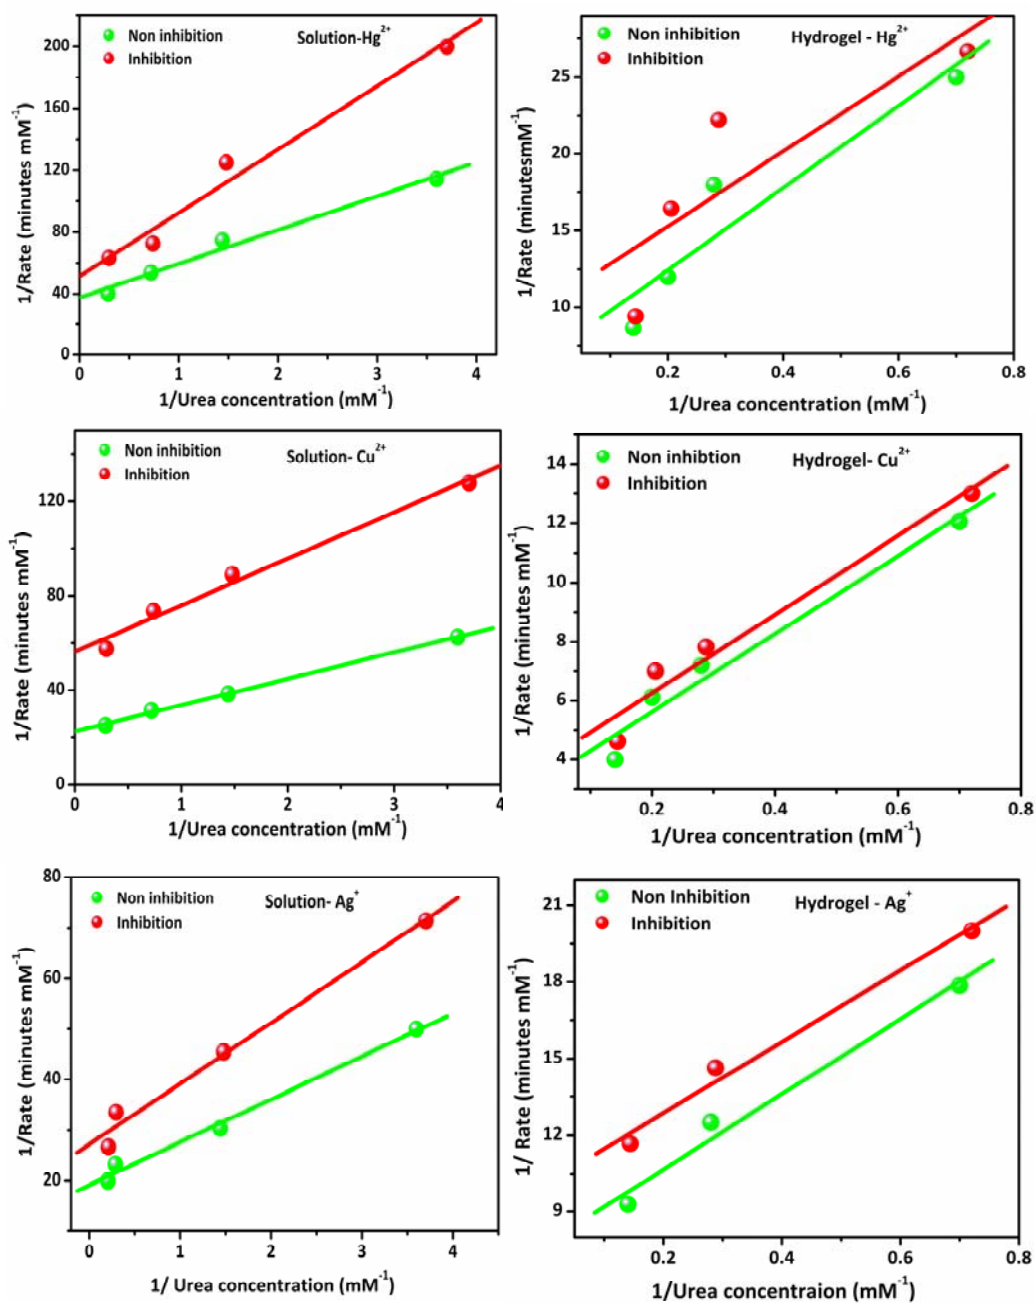 Non inhibition
Inhibition
Solution-Hg2+
200
160
120
80
40
0
0 1 2 3 4
1/Rate (minutes mM-1)
1/Urea concentration (mM-1)
Non inhibition
Inhibition
Hydrogel - Hg2+
25
20
15
10
0.2 0.4 0.6 0.8
1/Rate (minutesmM-1)
1/Urea concentration (mM-1)
Non inhibition
Inhibition
Solution- Cu2+
120
80
40
0
0 1 2 3 4
1/Rate (minutes mM-1)
1/Urea concentration (mM-1)
Non inhibtion
Inhibition
Hydrogel- Cu2+
14
12
10
8
6
4
0.2 0.4 0.6 0.8
1/Rate (minutes mM-1)
1/Urea concentration (mM-1)
Non inhibition
Inhibition
Solution- Ag+
80
60
40
20
0 1 2 3 4
1/Rate (minutes mM-1)
1/ Urea concentration (mM-1)
Non Inhibition
Inhibition
Hydrogel - Ag+
21
18
15
12
9
0.2 0.4 0.6 0.8
1/ Rate (minutes mM-1)
1/Urea concentraion (mM-1)